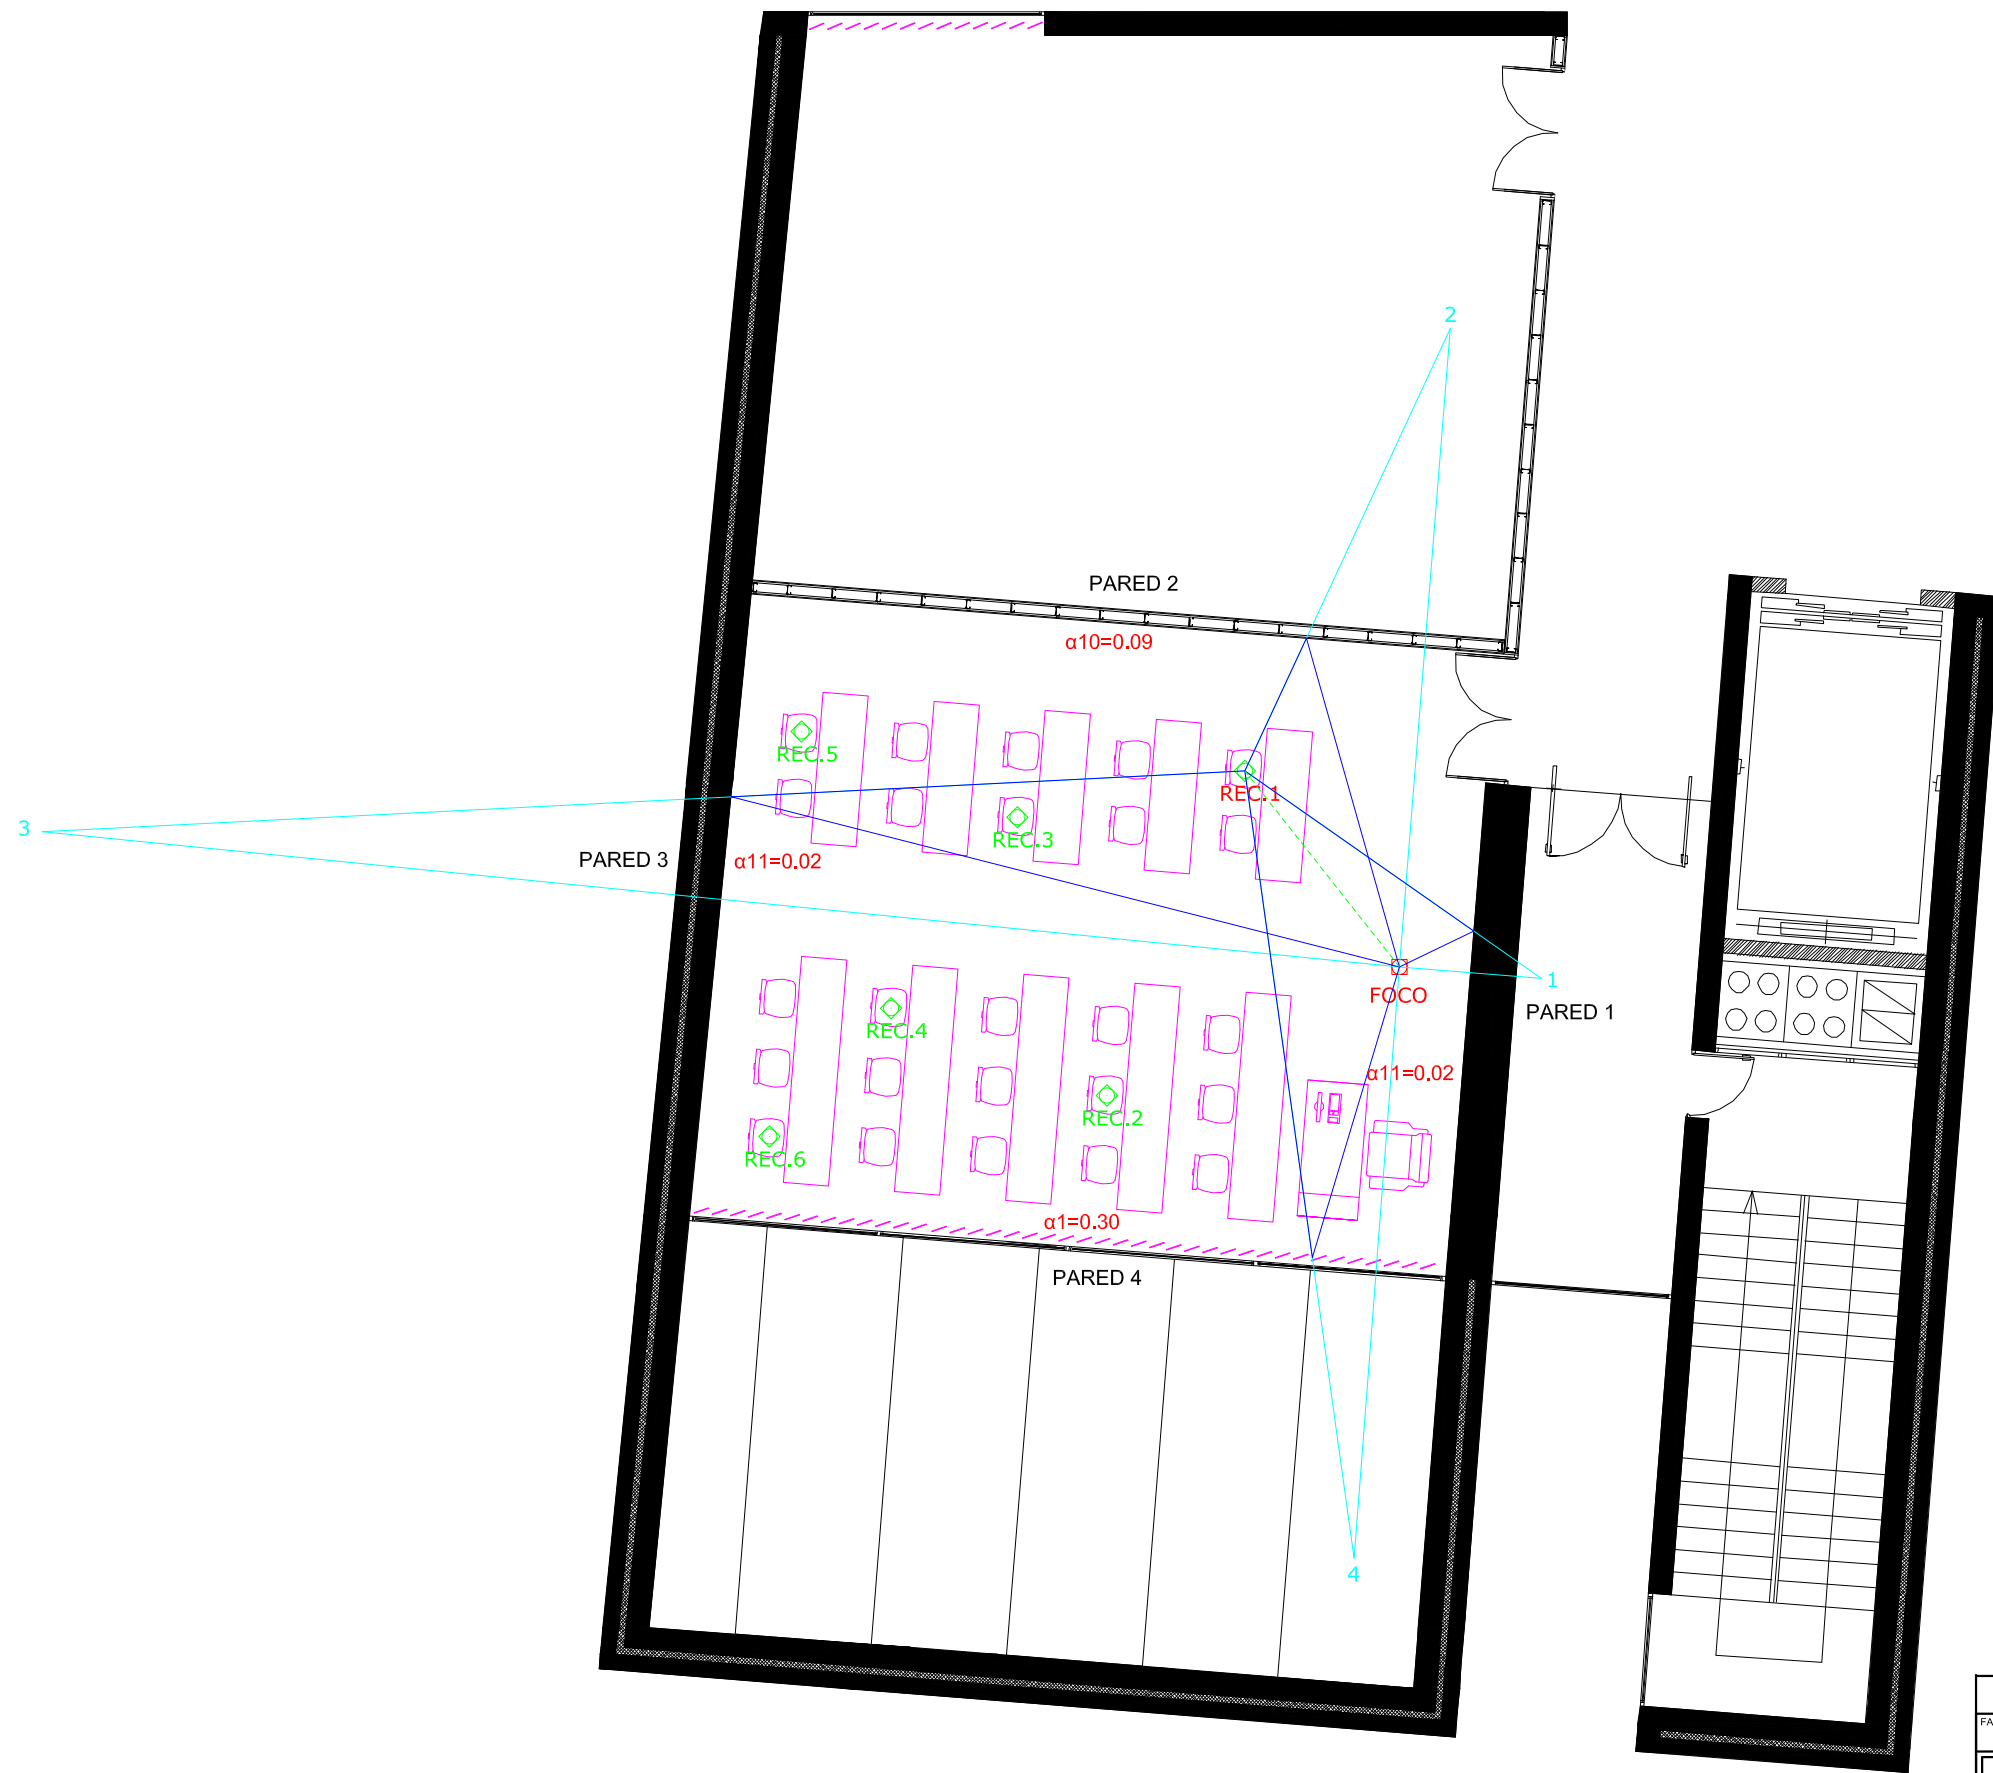 2
PARED 2
α10=0.09
REC.5
REC.1
3
REC.3
PARED 3
α11=0.02
1
FOCO
PARED 1
REC.4
α11=0.02
REC.2
REC.6
α1=0.30
PARED 4
4
FA